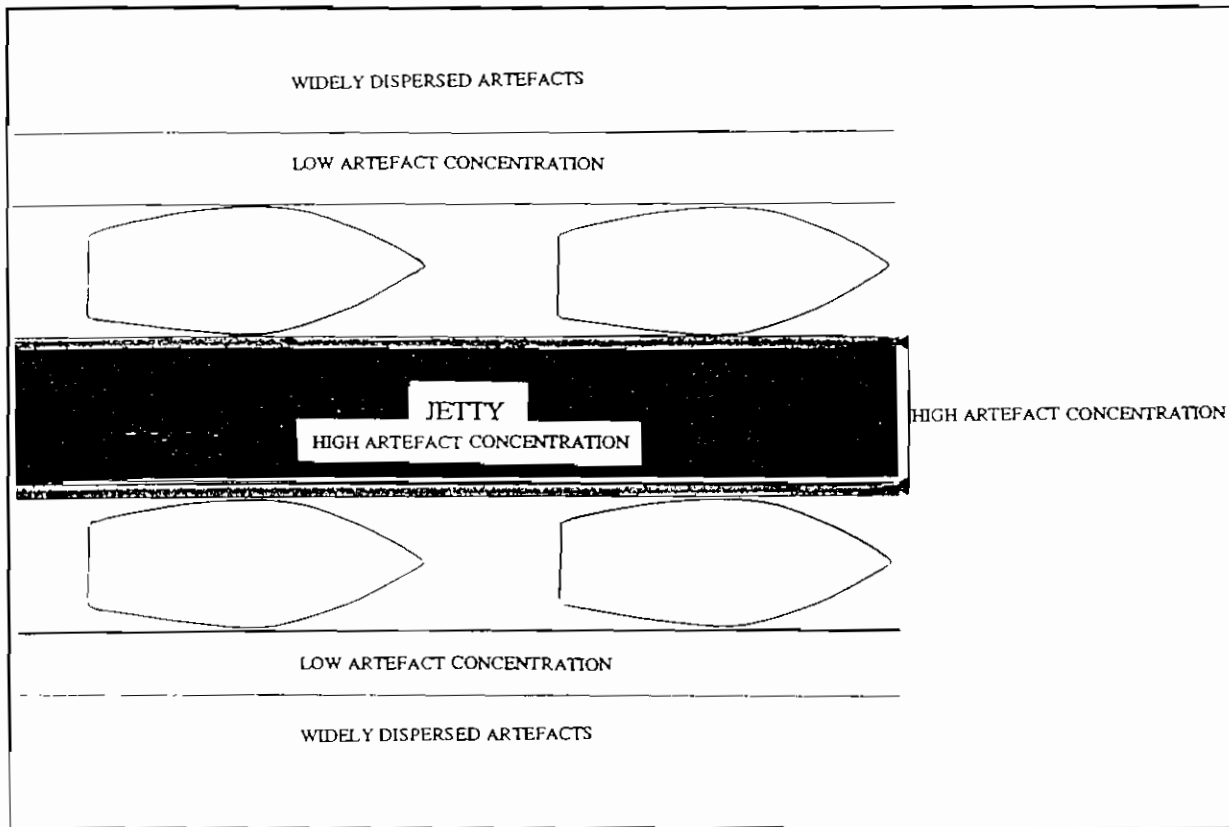 WIDELY DISPERSED ARTEFACTS
LOW ARTEFACT CONCENTRATION
JETTY
HIGH ARTEFACT CONCENTRATION
HIGH ARTEFACT CONCENTRATION
LOW ARTEFACT CONCENTRATION
WIDELY DISPERSED ARTEFACTS